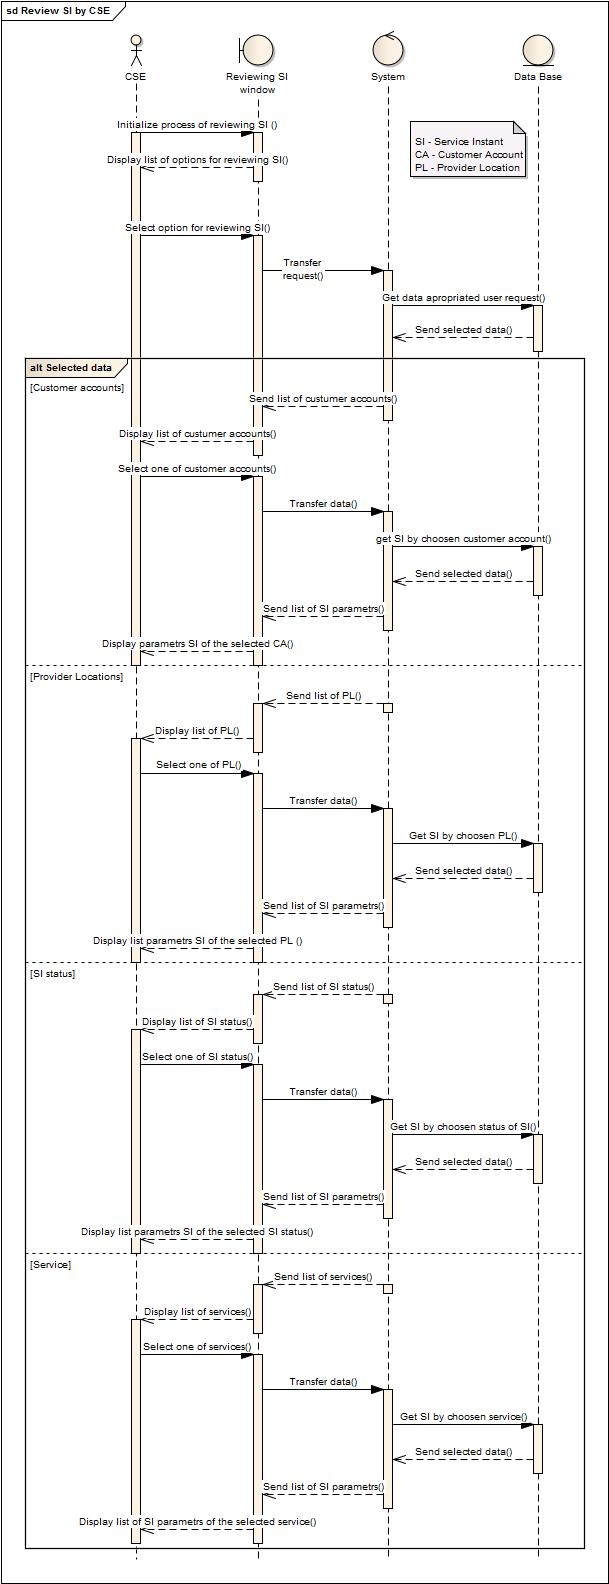 sd Review SI by CSE
CSE
Reviewing SI
window
System
Data Base
Initialize process of reviewing SI ()
SI - Service Instant
CA - Customer Account
PL - Provider Location
Display list of options for reviewing SI()
Select option for reviewing SI()
Transfer
request()
Get data apropriated user request()
Send selected data()
alt Selected data
[Customer accounts]
Send list of custumer accounts()
Display list of custumer accounts()
Select one of customer accounts()
Transfer data()
get SI by choosen customer account()
Send selected data()
Send list of SI parametrs()
Display parametrs SI of the selected CA()
[Provider Locations]
Send list of PL()
Display list of PL()
Select one of PL()
Transfer data()
Get SI by choosen PL()
Send selected data()
Send list of SI parametrs()
Display list parametrs SI of the selected PL ()
[SI status]
Send list of SI status()
Display list of SI status()
Select one of SI status()
Transfer data()
Get SI by choosen status of SI()
Send selected data()
Send list of SI parametrs()
Display list parametrs SI of the selected SI status()
[Service]
Send list of services()
Display list of services()
Select one of services()
Transfer data()
Get SI by choosen service()
Send selected data()
Send list of SI parametrs()
Display list of SI parametrs of the selected service()